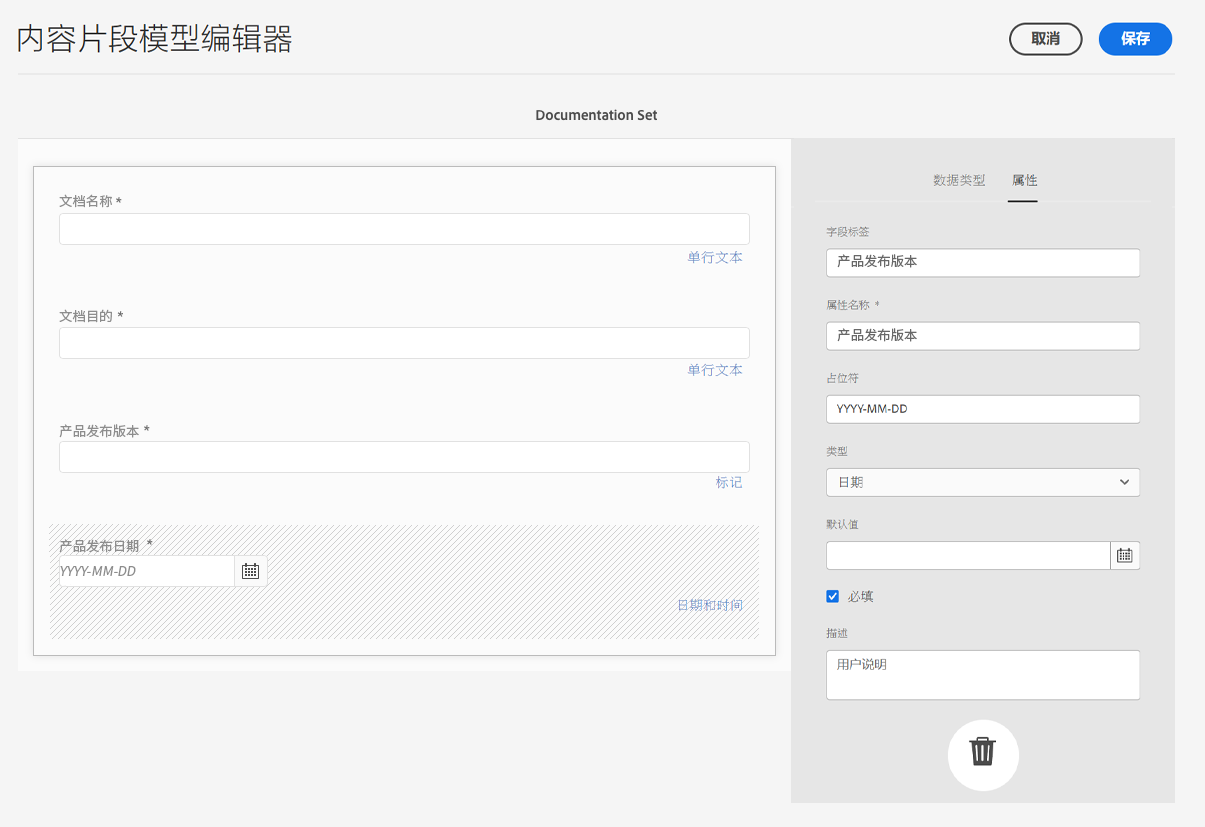 内容片段模型编辑器
取消
保存
Documentation Set
文档名称 *
单行文本
文档目的 *
单行文本
产品发布版本 *
标记
产品发布日期 *
YYYY-MM-DD
日期和时间
数据类型
属性
字段标签
产品发布版本
属性名称 *
产品发布版本
占位符
YYYY-MM-DD
类型
日期
默认值
必填
描述
用户说明